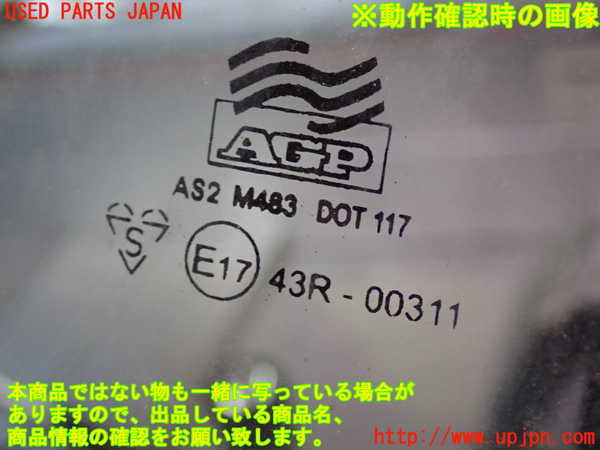 USED PARTS JAPAN
※動作確認時の画像
AGP
AS2 M483 DOT 117
S
E17 43R - 00311
本商品ではない物も一緒に写っている場合が
ありますので、出品している商品名、
商品情報の確認をお願い致します。
http://www.upjpn.com/